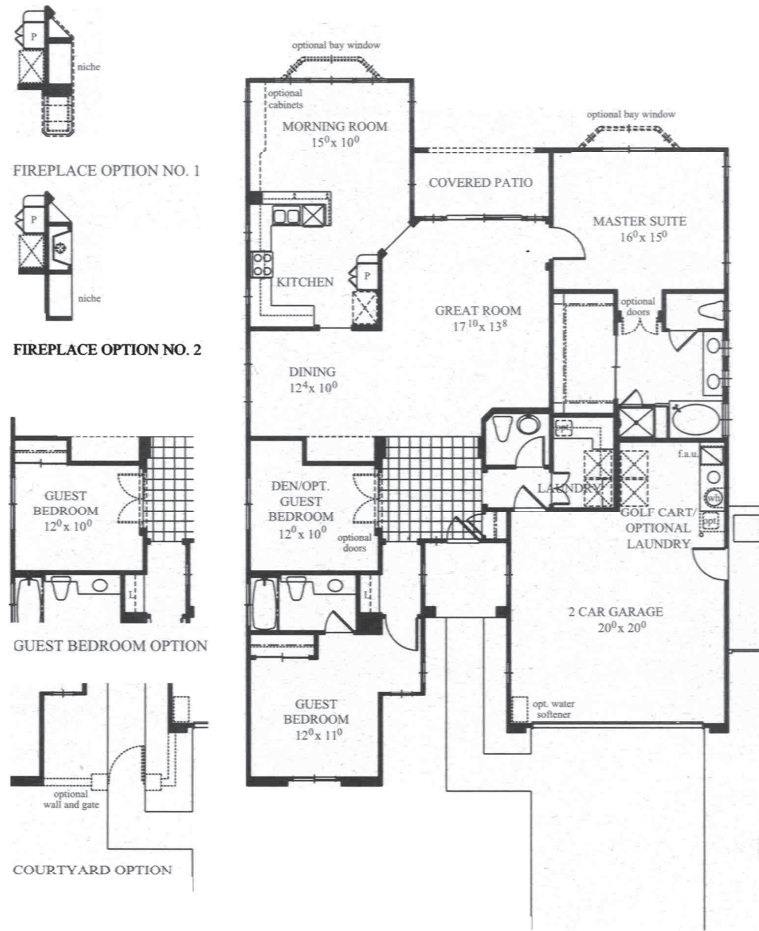 P
niche
FIREPLACE OPTION NO. 1
P
niche
FIREPLACE OPTION NO. 2
GUEST
BEDROOM
12⁰ x 10⁰
L
GUEST BEDROOM OPTION
optional
wall and gate
COURTYARD OPTION
optional bay window
optional
cabinets
MORNING ROOM
15⁰ x 10⁰
optional bay window
COVERED PATIO
MASTER SUITE
16⁰ x 15⁰
KITCHEN
P
GREAT ROOM
17¹⁰ x 13⁸
optional
doors
DINING
12⁴ x 10⁰
opt.
LAUNDRY
f.a.u.
wh
opt.
GOLF CART/
OPTIONAL
LAUNDRY
DEN/OPT.
GUEST
BEDROOM
12⁰ x 10⁰
optional
doors
L
2 CAR GARAGE
20⁰ x 20⁰
opt. water
softener
GUEST
BEDROOM
12⁰ x 11⁰